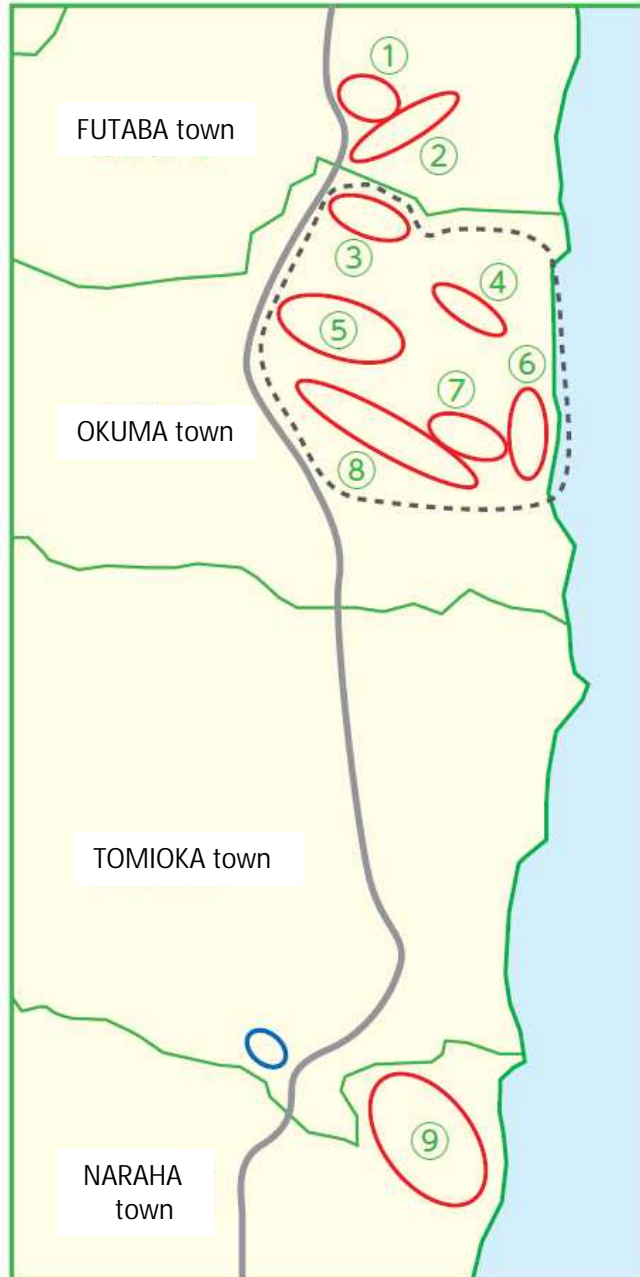 ①
FUTABA town
②
③
④
⑤
⑥
⑦
OKUMA town
⑧
TOMIOKA town
⑨
NARAHA
town